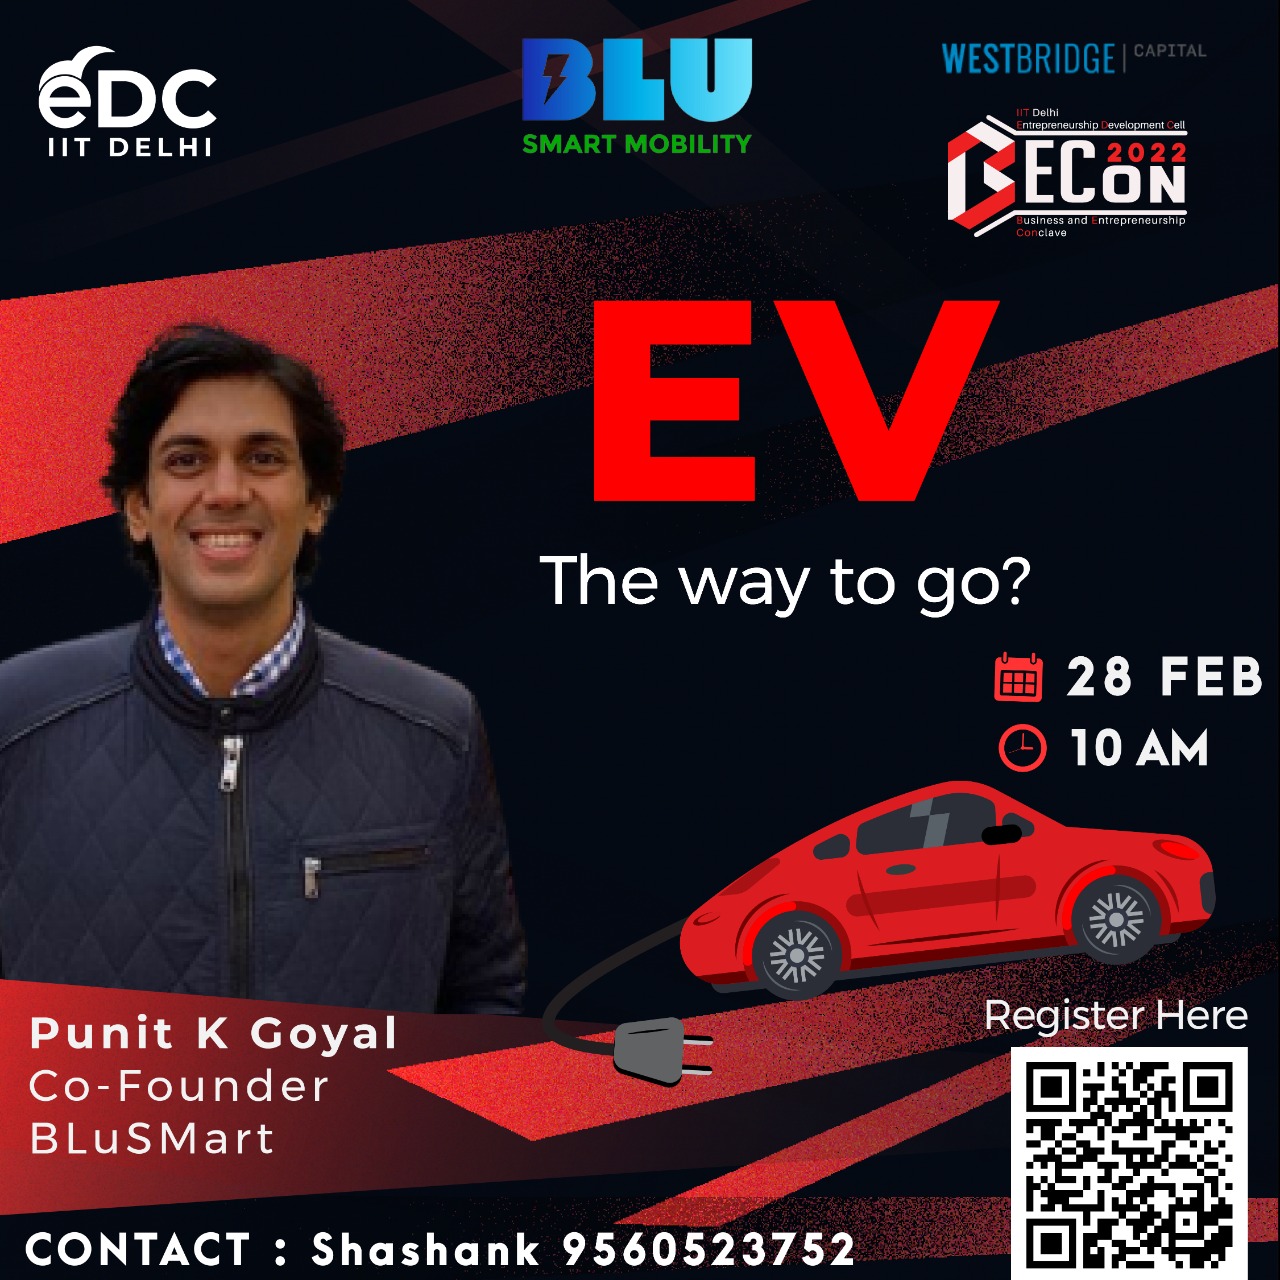 eDC
IIT DELHI
BLU
SMART MOBILITY
WESTBRIDGE | CAPITAL
IIT Delhi
Entrepreneurship Development Cell
BECon 2022
Business and Entrepreneurship
Conclave
EV
The way to go?
28 FEB
10 AM
Register Here
Punit K Goyal
Co-Founder
BLuSMart
CONTACT : Shashank 9560523752